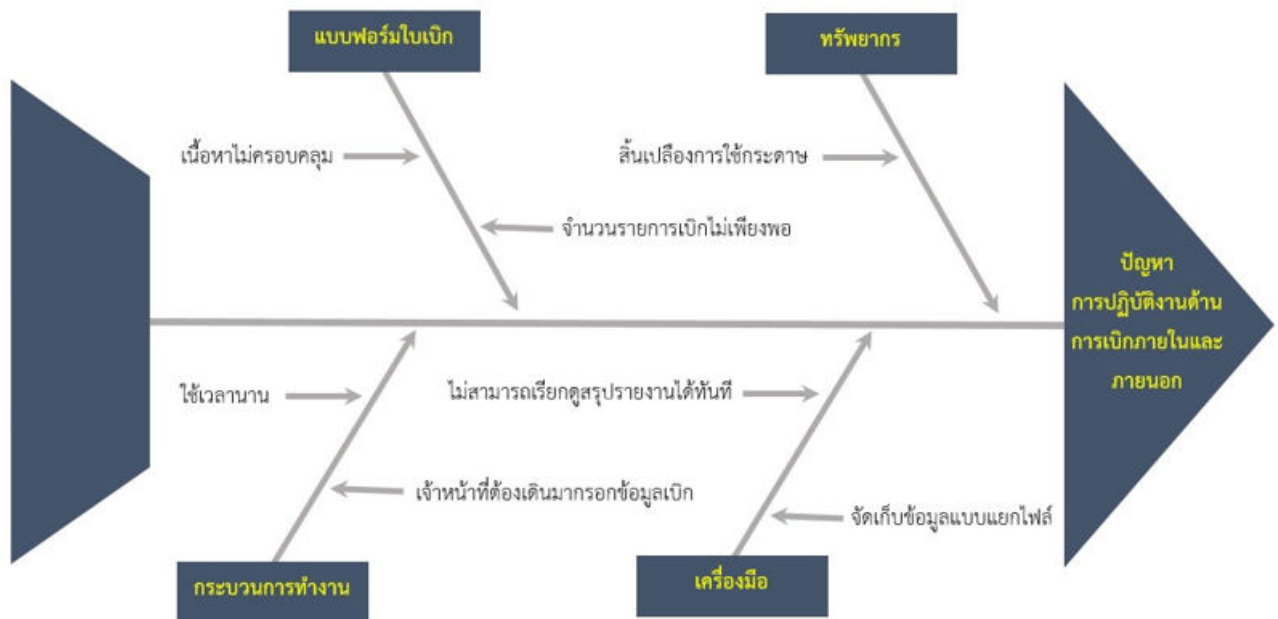 แบบฟอร์มใบเบิก
ทรัพยากร
เนื้อหาไม่ครอบคลุม
สิ้นเปลืองการใช้กระดาษ
จำนวนรายการเบิกไม่เพียงพอ
ปัญหา
การปฏิบัติงานด้าน
การเบิกภายในและ
ภายนอก
ใช้เวลานาน
ไม่สามารถเรียกดูสรุปรายงานได้ทันที
เจ้าหน้าที่ต้องเดินมากรอกข้อมูลเบิก
จัดเก็บข้อมูลแบบแยกไฟล์
กระบวนการทำงาน
เครื่องมือ